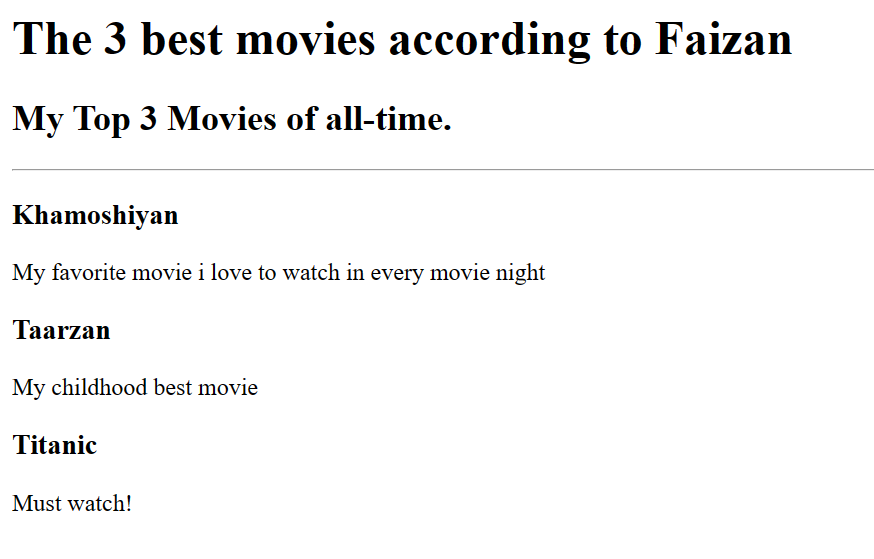 The 3 best movies according to Faizan
My Top 3 Movies of all-time.
Khamoshiyan
My favorite movie i love to watch in every movie night
Taarzan
My childhood best movie
Titanic
Must watch!